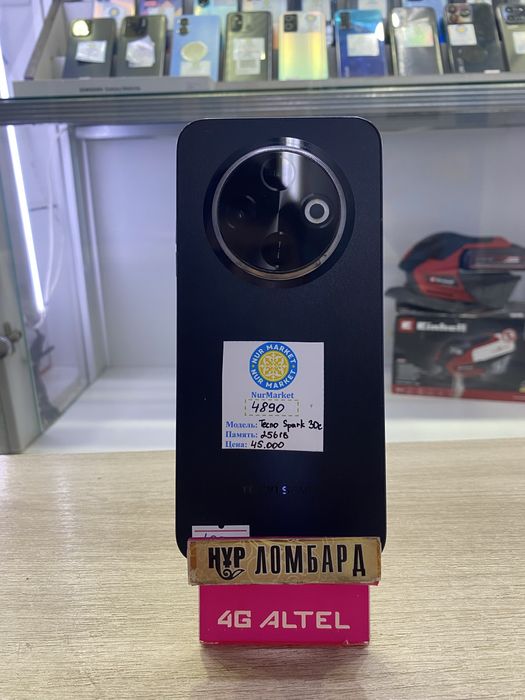 NUR MARKET
NUR MARKET
NurMarket
4890
Модель: Tecno Spark 30c
Память: 256GB
Цена: 45.000
НҰР ЛОМБАРД
4G ALTEL
Einhell